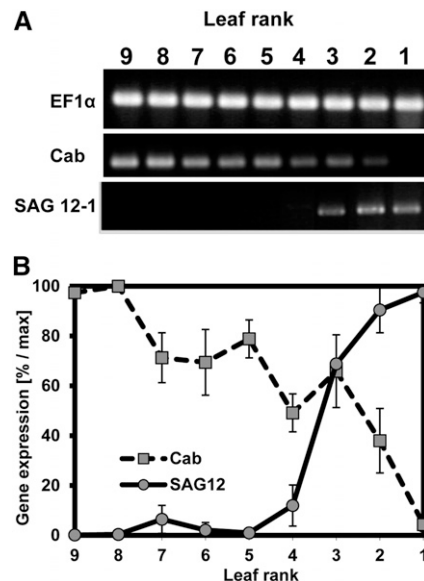 A
Leaf rank
9 8 7 6 5 4 3 2 1
EF1α
Cab
SAG 12-1
B
Gene expression [% / max]
100
80
60
40
20
0
Cab
SAG12
9 8 7 6 5 4 3 2 1
Leaf rank